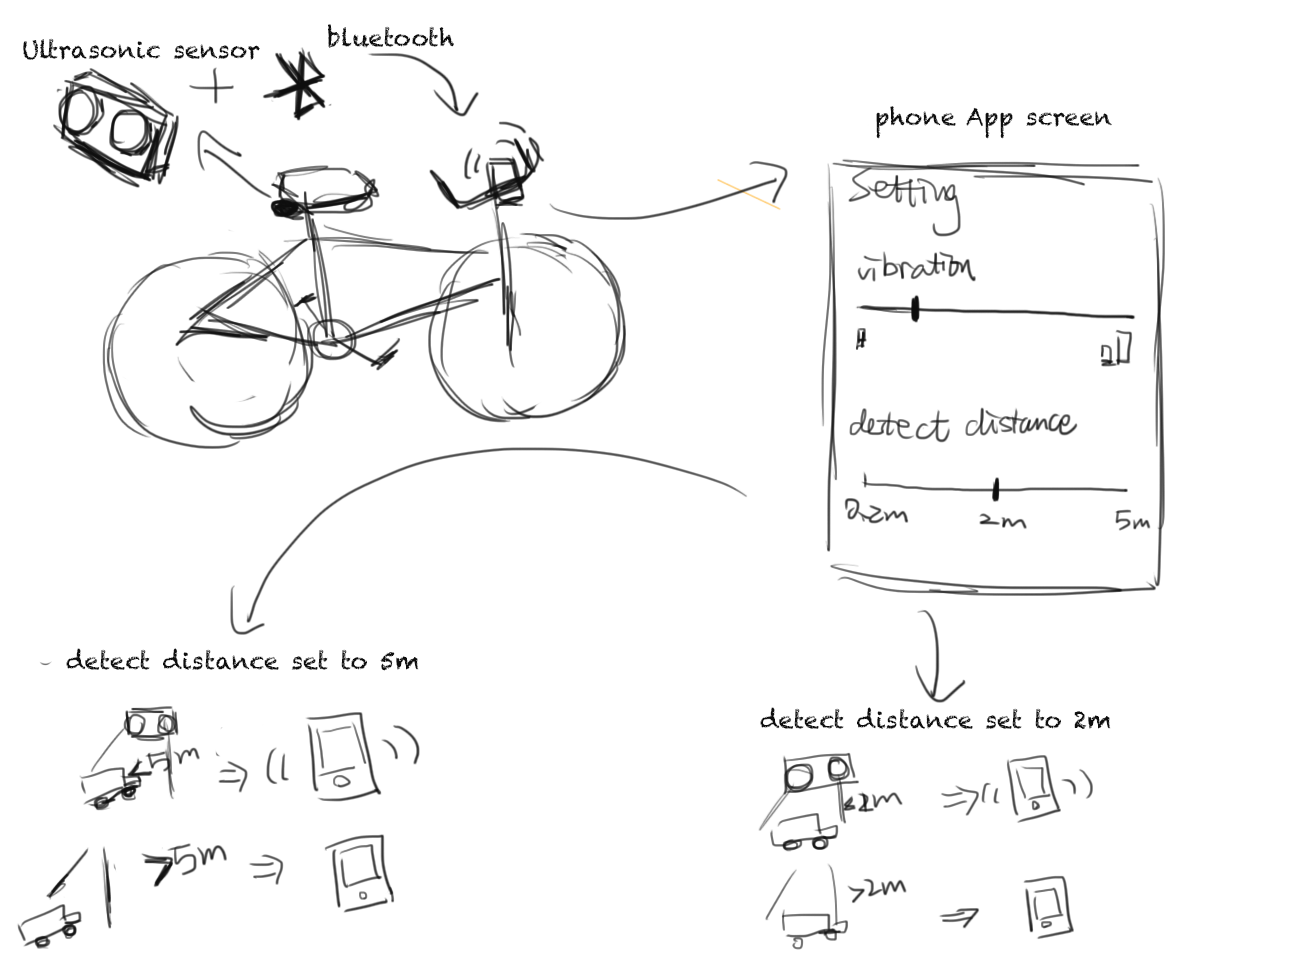 Ultrasonic sensor
bluetooth
+
phone App screen
Setting
vibration
detect distance
0.2m 2m 5m
detect distance set to 5m
<5m
>5m
detect distance set to 2m
<2m
>2m